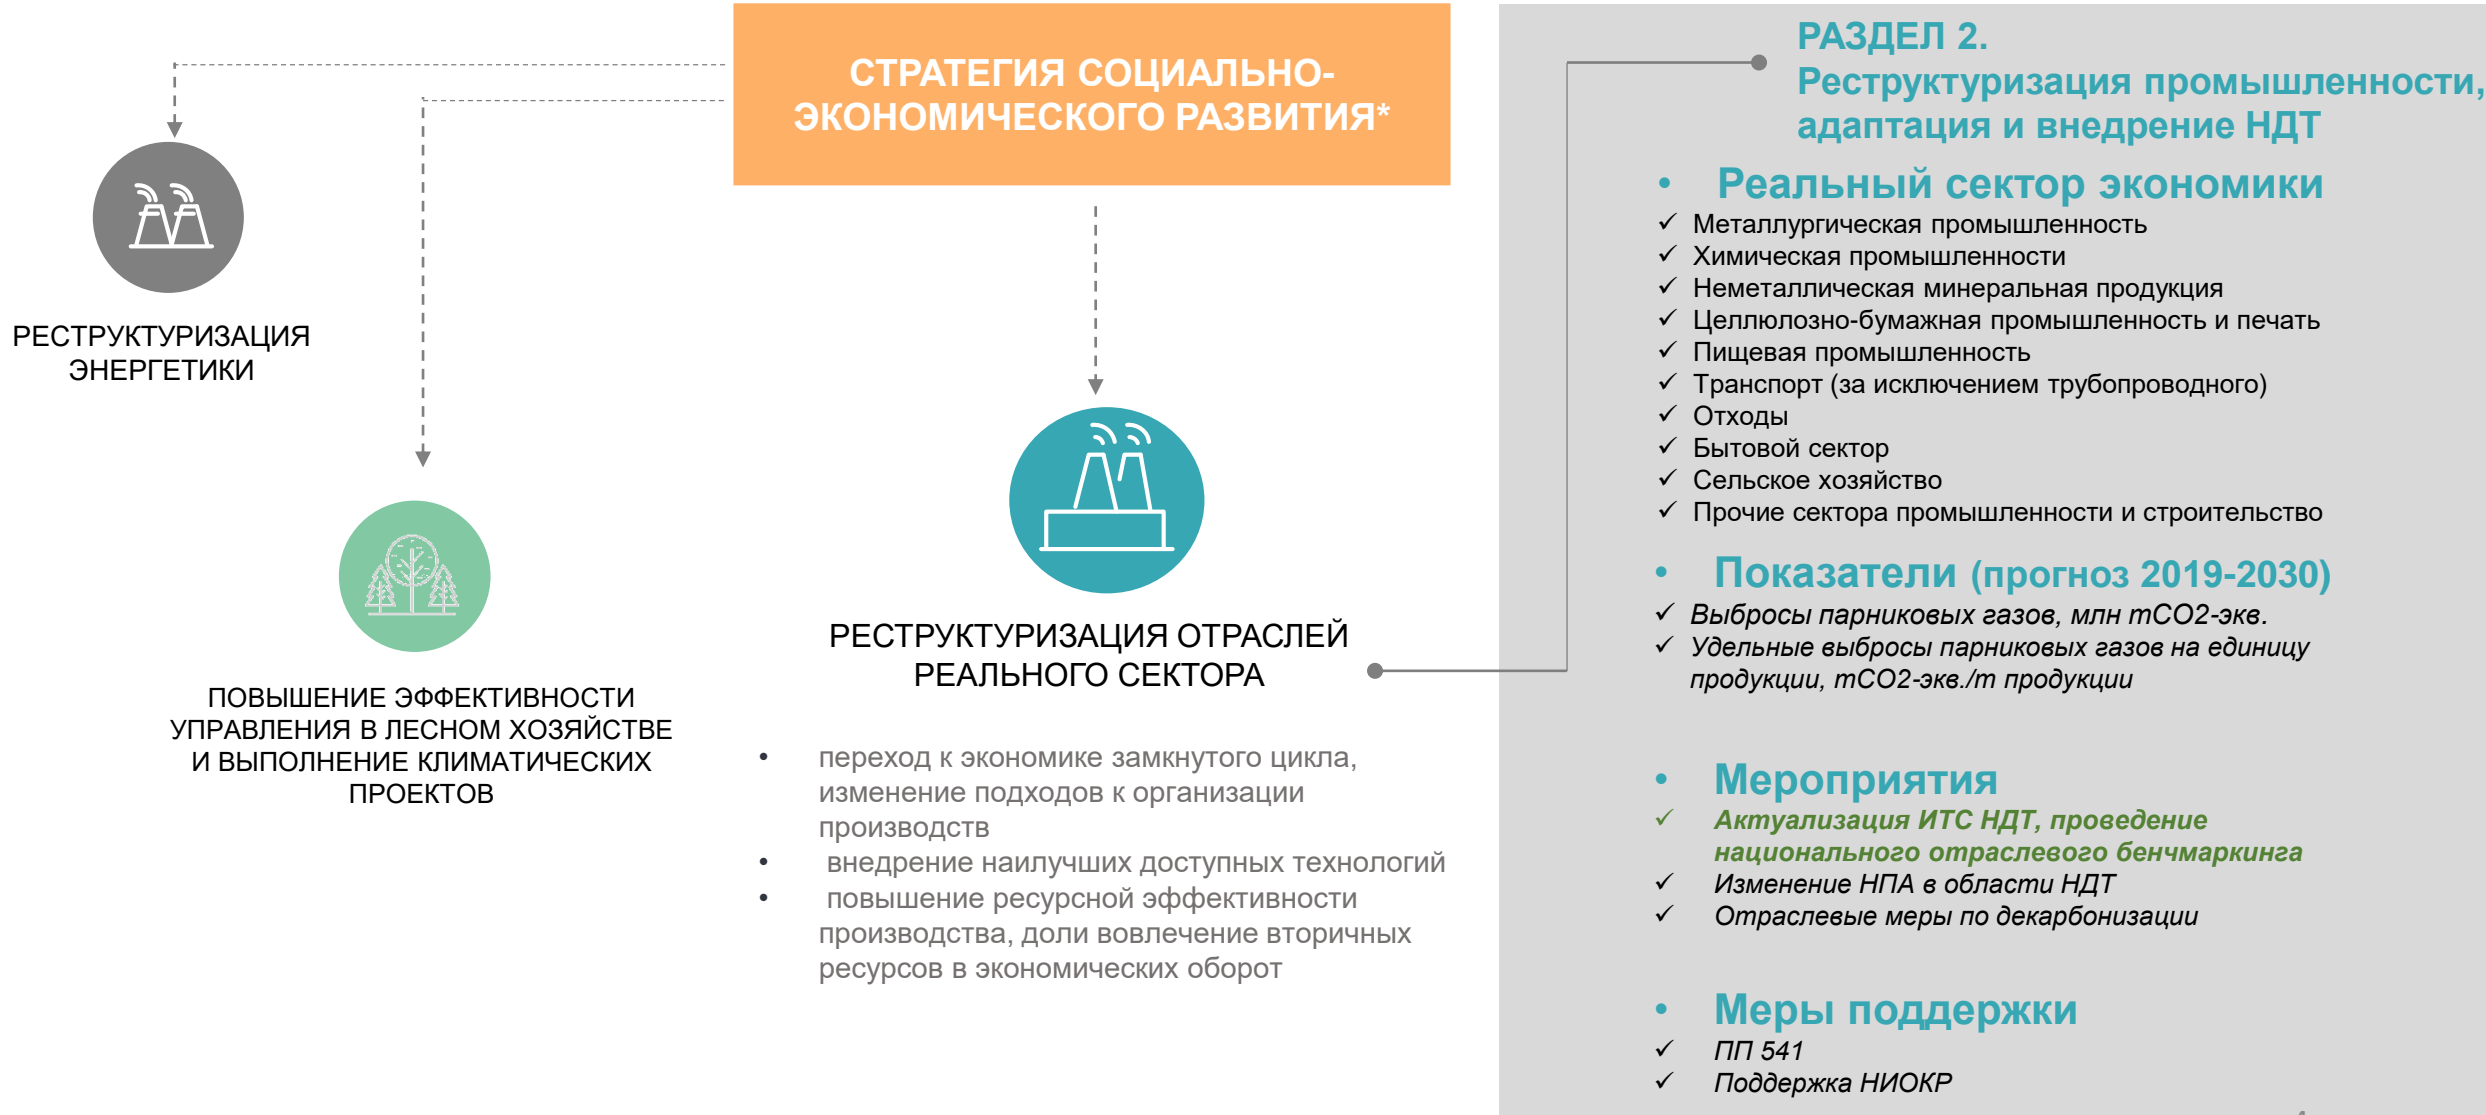 СТРАТЕГИЯ СОЦИАЛЬНО-
ЭКОНОМИЧЕСКОГО РАЗВИТИЯ*
РЕСТРУКТУРИЗАЦИЯ
ЭНЕРГЕТИКИ
ПОВЫШЕНИЕ ЭФФЕКТИВНОСТИ
УПРАВЛЕНИЯ В ЛЕСНОМ ХОЗЯЙСТВЕ
И ВЫПОЛНЕНИЕ КЛИМАТИЧЕСКИХ
ПРОЕКТОВ
РЕСТРУКТУРИЗАЦИЯ ОТРАСЛЕЙ
РЕАЛЬНОГО СЕКТОРА
• переход к экономике замкнутого цикла,
изменение подходов к организации
производств
• внедрение наилучших доступных технологий
• повышение ресурсной эффективности
производства, доли вовлечение вторичных
ресурсов в экономических оборот
РАЗДЕЛ 2.
Реструктуризация промышленности,
адаптация и внедрение НДТ
• Реальный сектор экономики
✓ Металлургическая промышленность
✓ Химическая промышленности
✓ Неметаллическая минеральная продукция
✓ Целлюлозно-бумажная промышленность и печать
✓ Пищевая промышленность
✓ Транспорт (за исключением трубопроводного)
✓ Отходы
✓ Бытовой сектор
✓ Сельское хозяйство
✓ Прочие сектора промышленности и строительство
• Показатели (прогноз 2019-2030)
✓ Выбросы парниковых газов, млн тСО2-экв.
✓ Удельные выбросы парниковых газов на единицу
продукции, тСО2-экв./т продукции
• Мероприятия
✓ Актуализация ИТС НДТ, проведение
национального отраслевого бенчмаркинга
✓ Изменение НПА в области НДТ
✓ Отраслевые меры по декарбонизации
• Меры поддержки
✓ ПП 541
✓ Поддержка НИОКР